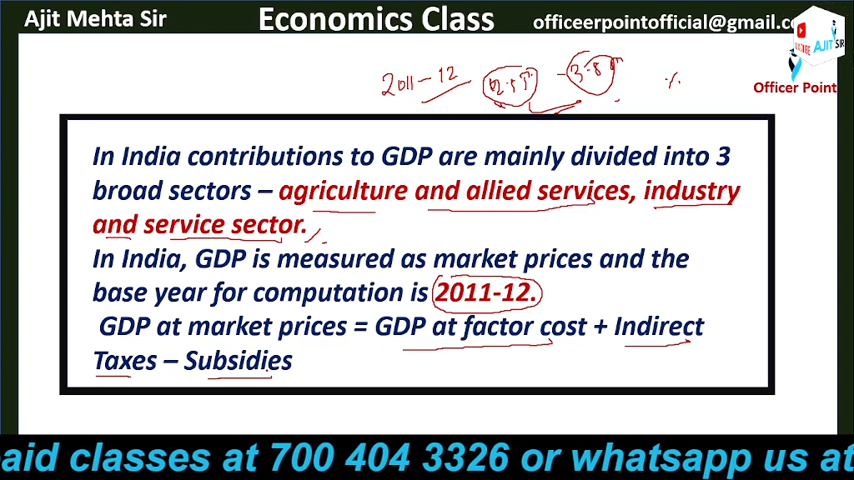 Ajit Mehta Sir
Economics Class
officeerpointofficial@gmail.c
AJIT SIR
Officer Point
2011-12
In India contributions to GDP are mainly divided into 3
broad sectors – agriculture and allied services, industry
and service sector.
In India, GDP is measured as market prices and the
base year for computation is 2011-12.
GDP at market prices = GDP at factor cost + Indirect
Taxes – Subsidies
aid classes at 700 404 3326 or whatsapp us at